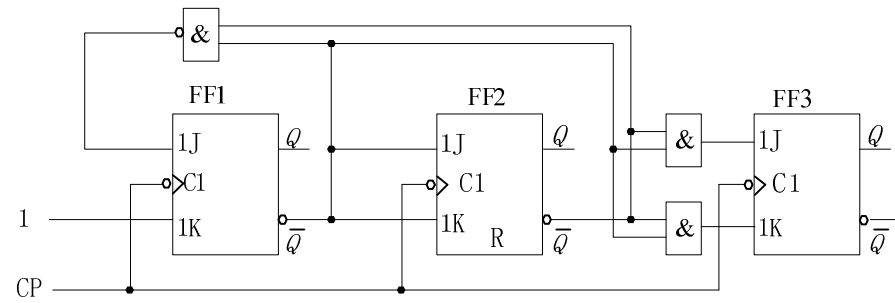 &
FF1 FF2 FF3
1J Q 1J Q & 1J Q
C1 C1 C1
1 1K Q̅ 1K R Q̅ & 1K Q̅
CP